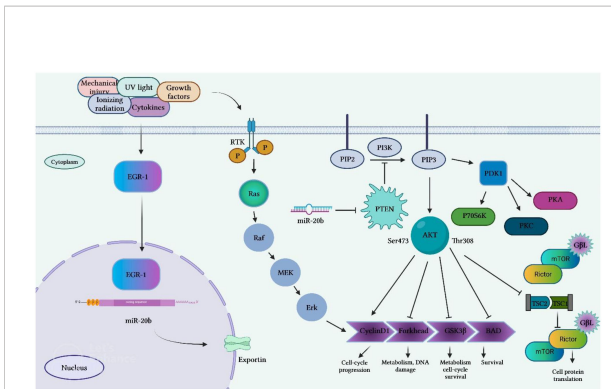 Mechanical
injury
UV light
Growth
factors
Ionizing
radiation
Cytokines
Cytoplasm
EGR-1
EGR-1
miR-20b
Nucleus
Exportin
RTK
P
P
Ras
Raf
MEK
Erk
miR-20b
PTEN
PIP2
PI3K
PIP3
PDK1
PKA
P7056K
PKC
AKT
Ser473
Thr308
CyclinD1
Forkhead
GSK3β
BAD
Cell-cycle
progression
Metabolism, DNA
damage
Metabolism
cell-cycle
survival
Survival
GβL
mTOR
Rictor
TSC2
TSC1
GβL
Rictor
mTOR
Cell protein
translation